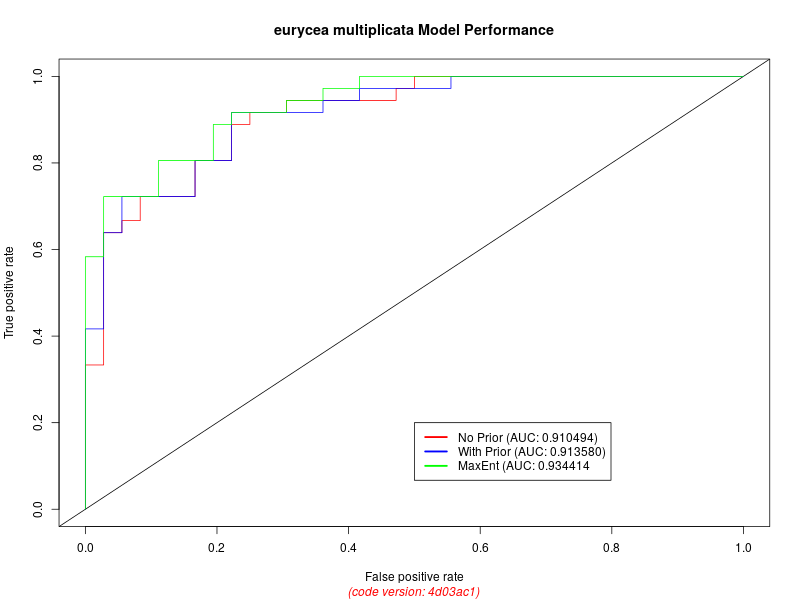 eurycea multiplicata Model Performance
True positive rate
1.0
0.8
0.6
0.4
0.2
0.0
No Prior (AUC: 0.910494)
With Prior (AUC: 0.913580)
MaxEnt (AUC: 0.934414
0.0 0.2 0.4 0.6 0.8 1.0
False positive rate
(code version: 4d03ac1)